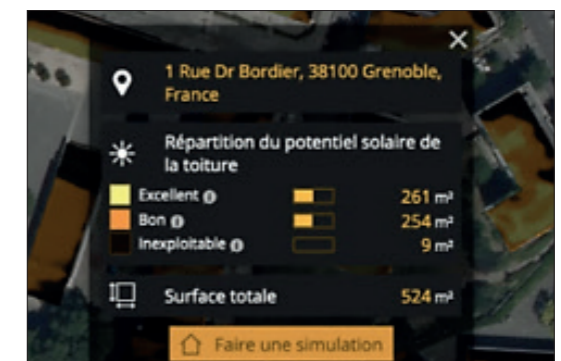 1 Rue Dr Bordier, 38100 Grenoble,
France
Répartition du potentiel solaire de
la toiture
Excellent 261 m²
Bon 254 m²
Inexploitable 9 m²
Surface totale 524 m²
Faire une simulation